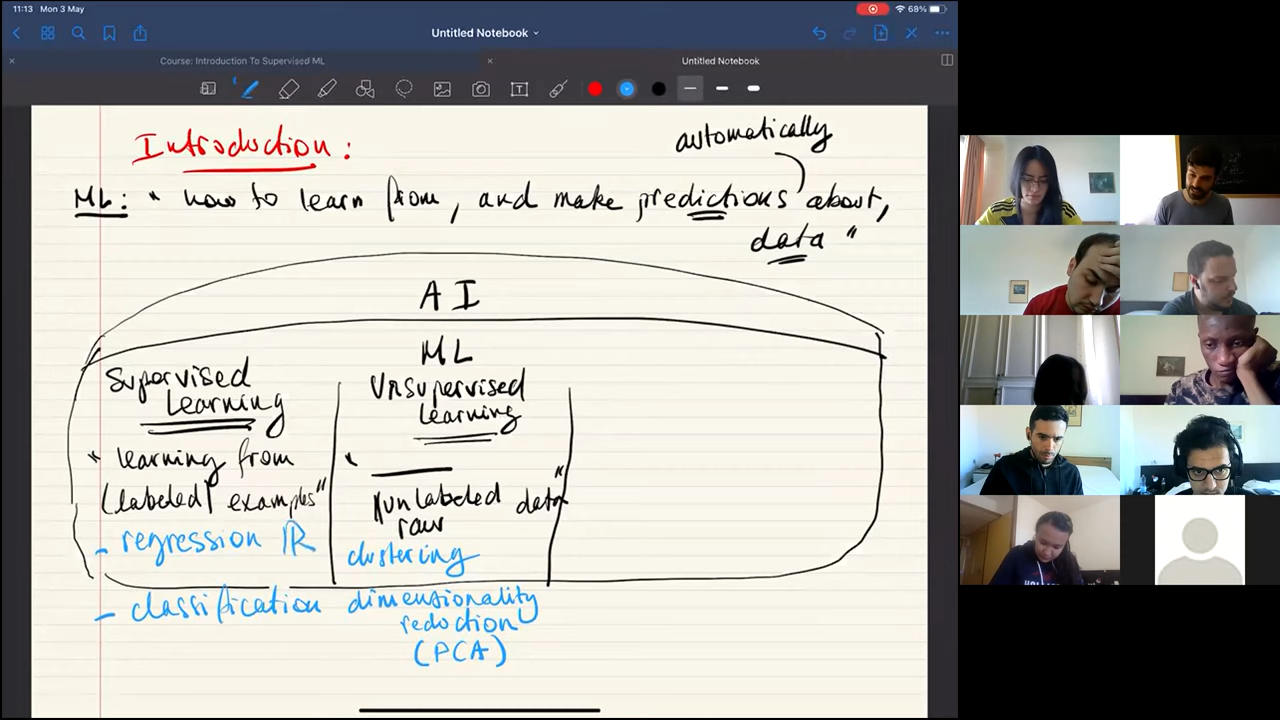 11:13 Mon 3 May
69%
Untitled Notebook
Course: Introduction To Supervised ML
Untitled Notebook
Introduction:
automatically
ML: "how to learn from, and make predictions about,
data"
AI
ML
Supervised
Learning
"learning from
(labeled) examples"
- regression IR
- classification
Unsupervised
learning
unlabeled data"
raw
clustering
dimensionality
reduction
(PCA)